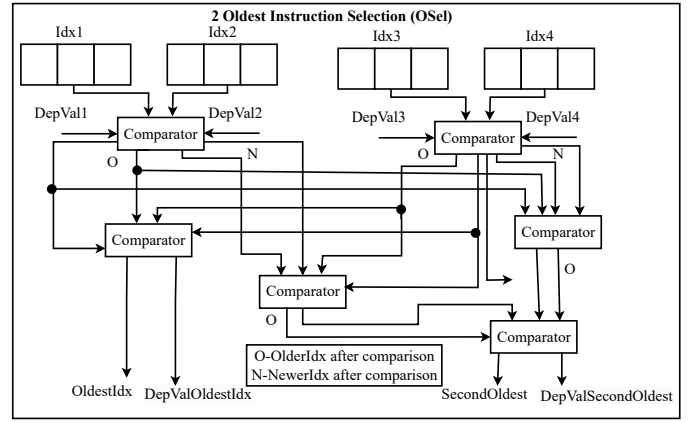 2 Oldest Instruction Selection (OSel)
Idx1
Idx2
Idx3
Idx4
DepVal1
DepVal2
DepVal3
DepVal4
Comparator
Comparator
O
N
O
N
Comparator
Comparator
O
Comparator
O
Comparator
O-OlderIdx after comparison
N-NewerIdx after comparison
OldestIdx
DepValOldestIdx
SecondOldest
DepValSecondOldest